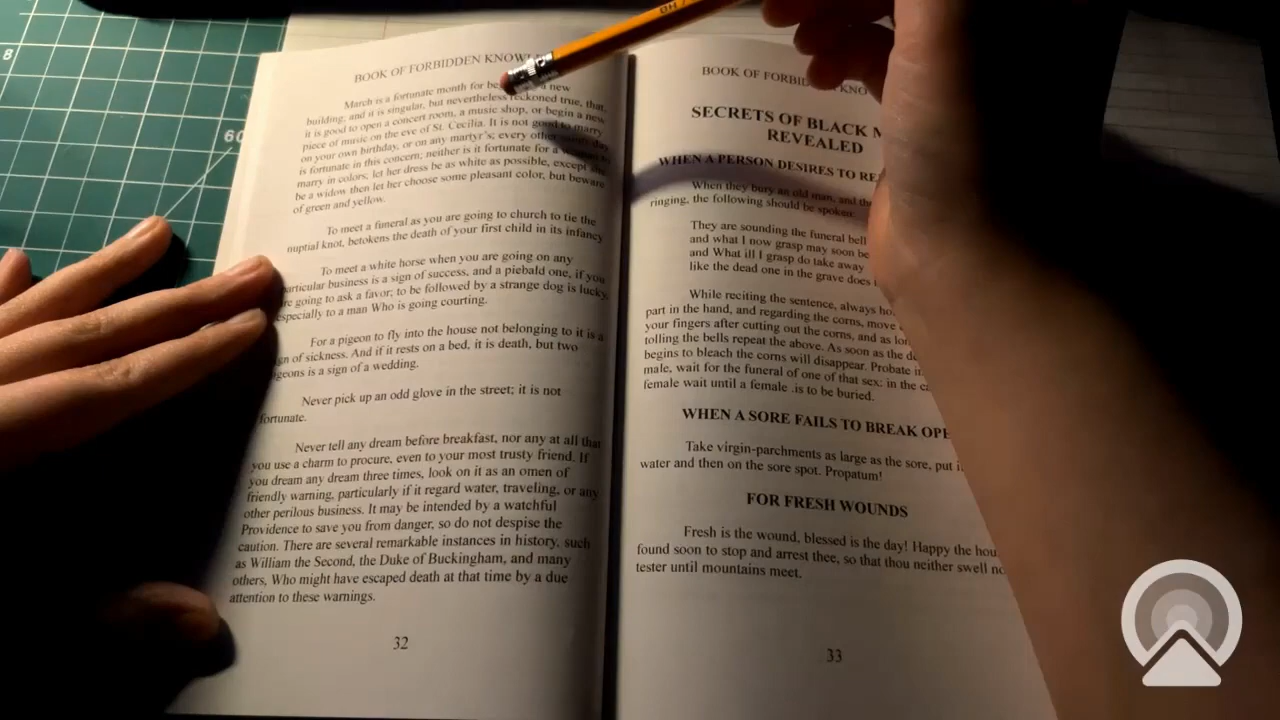 8
60
BOOK OF FORBIDDEN
March is a fortunate month for a new
building; and it is singular, but nevertheless reckoned true, that,
it is good to open a concert room, a music shop, or begin a new
piece of music on the eve of St. Cecilia. It is not good to marry
on your own birthday, or on any martyr's; every other day
is fortunate in this concern; neither is it fortunate for a to
marry in colors; let her dress be as white as possible, except she
be a widow then let her choose some pleasant color, but beware
of green and yellow.
To meet a funeral as you are going to church to tie the
nuptial knot, betokens the death of your first child in its infancy
To meet a white horse when you are going on any
particular business is a sign of success, and a piebald one, if you
are going to ask a favor; to be followed by a strange dog is lucky,
especially to a man Who is going courting.
For a pigeon to fly into the house not belonging to it is a
sign of sickness. And if it rests on a bed, it is death, but two
pigeons is a sign of a wedding.
Never pick up an odd glove in the street; it is not
fortunate.
Never tell any dream before breakfast, nor any at all that
you use a charm to procure, even to your most trusty friend. If
you dream any dream three times, look on it as an omen of
friendly warning, particularly if it regard water, traveling, or any
other perilous business. It may be intended by a watchful
Providence to save you from danger, so do not despise the
caution. There are several remarkable instances in history, such
as William the Second, the Duke of Buckingham, and many
others, Who might have escaped death at that time by a due
attention to these warnings.
32
BOOK OF
SECRETS OF BLACK
REVEALED
WHEN A PERSON DESIRES TO
When they bury an old man, and the
ringing, the following should be spoken:
They are sounding the funeral bell
and what I now grasp may soon be
and What ill I grasp do take away
like the dead one in the grave does
While reciting the sentence, always
part in the hand, and regarding the corns, move
your fingers after cutting out the corns, and as
tolling the bells repeat the above. As soon as the
begins to bleach the corns will disappear. Probate
male, wait for the funeral of one of that sex: in the
female wait until a female .is to be buried.
WHEN A SORE FAILS TO BREAK
Take virgin-parchments as large as the sore, put
water and then on the sore spot. Propatum!
FOR FRESH WOUNDS
Fresh is the wound, blessed is the day! Happy the
found soon to stop and arrest thee, so that thou neither swell
tester until mountains meet.
33